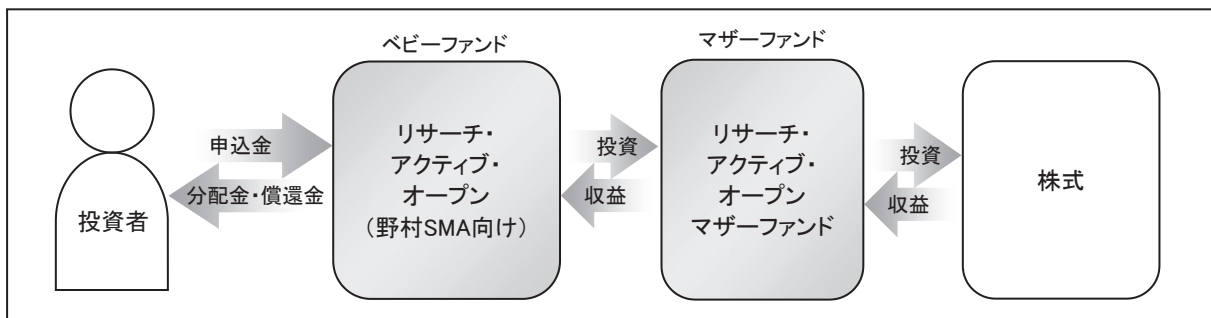 ベビーファンド
マザーファンド
投資者
申込金
分配金・償還金
リサーチ・
アクティブ・
オープン
(野村SMA向け)
投資
収益
リサーチ・
アクティブ・
オープン
マザーファンド
投資
収益
株式